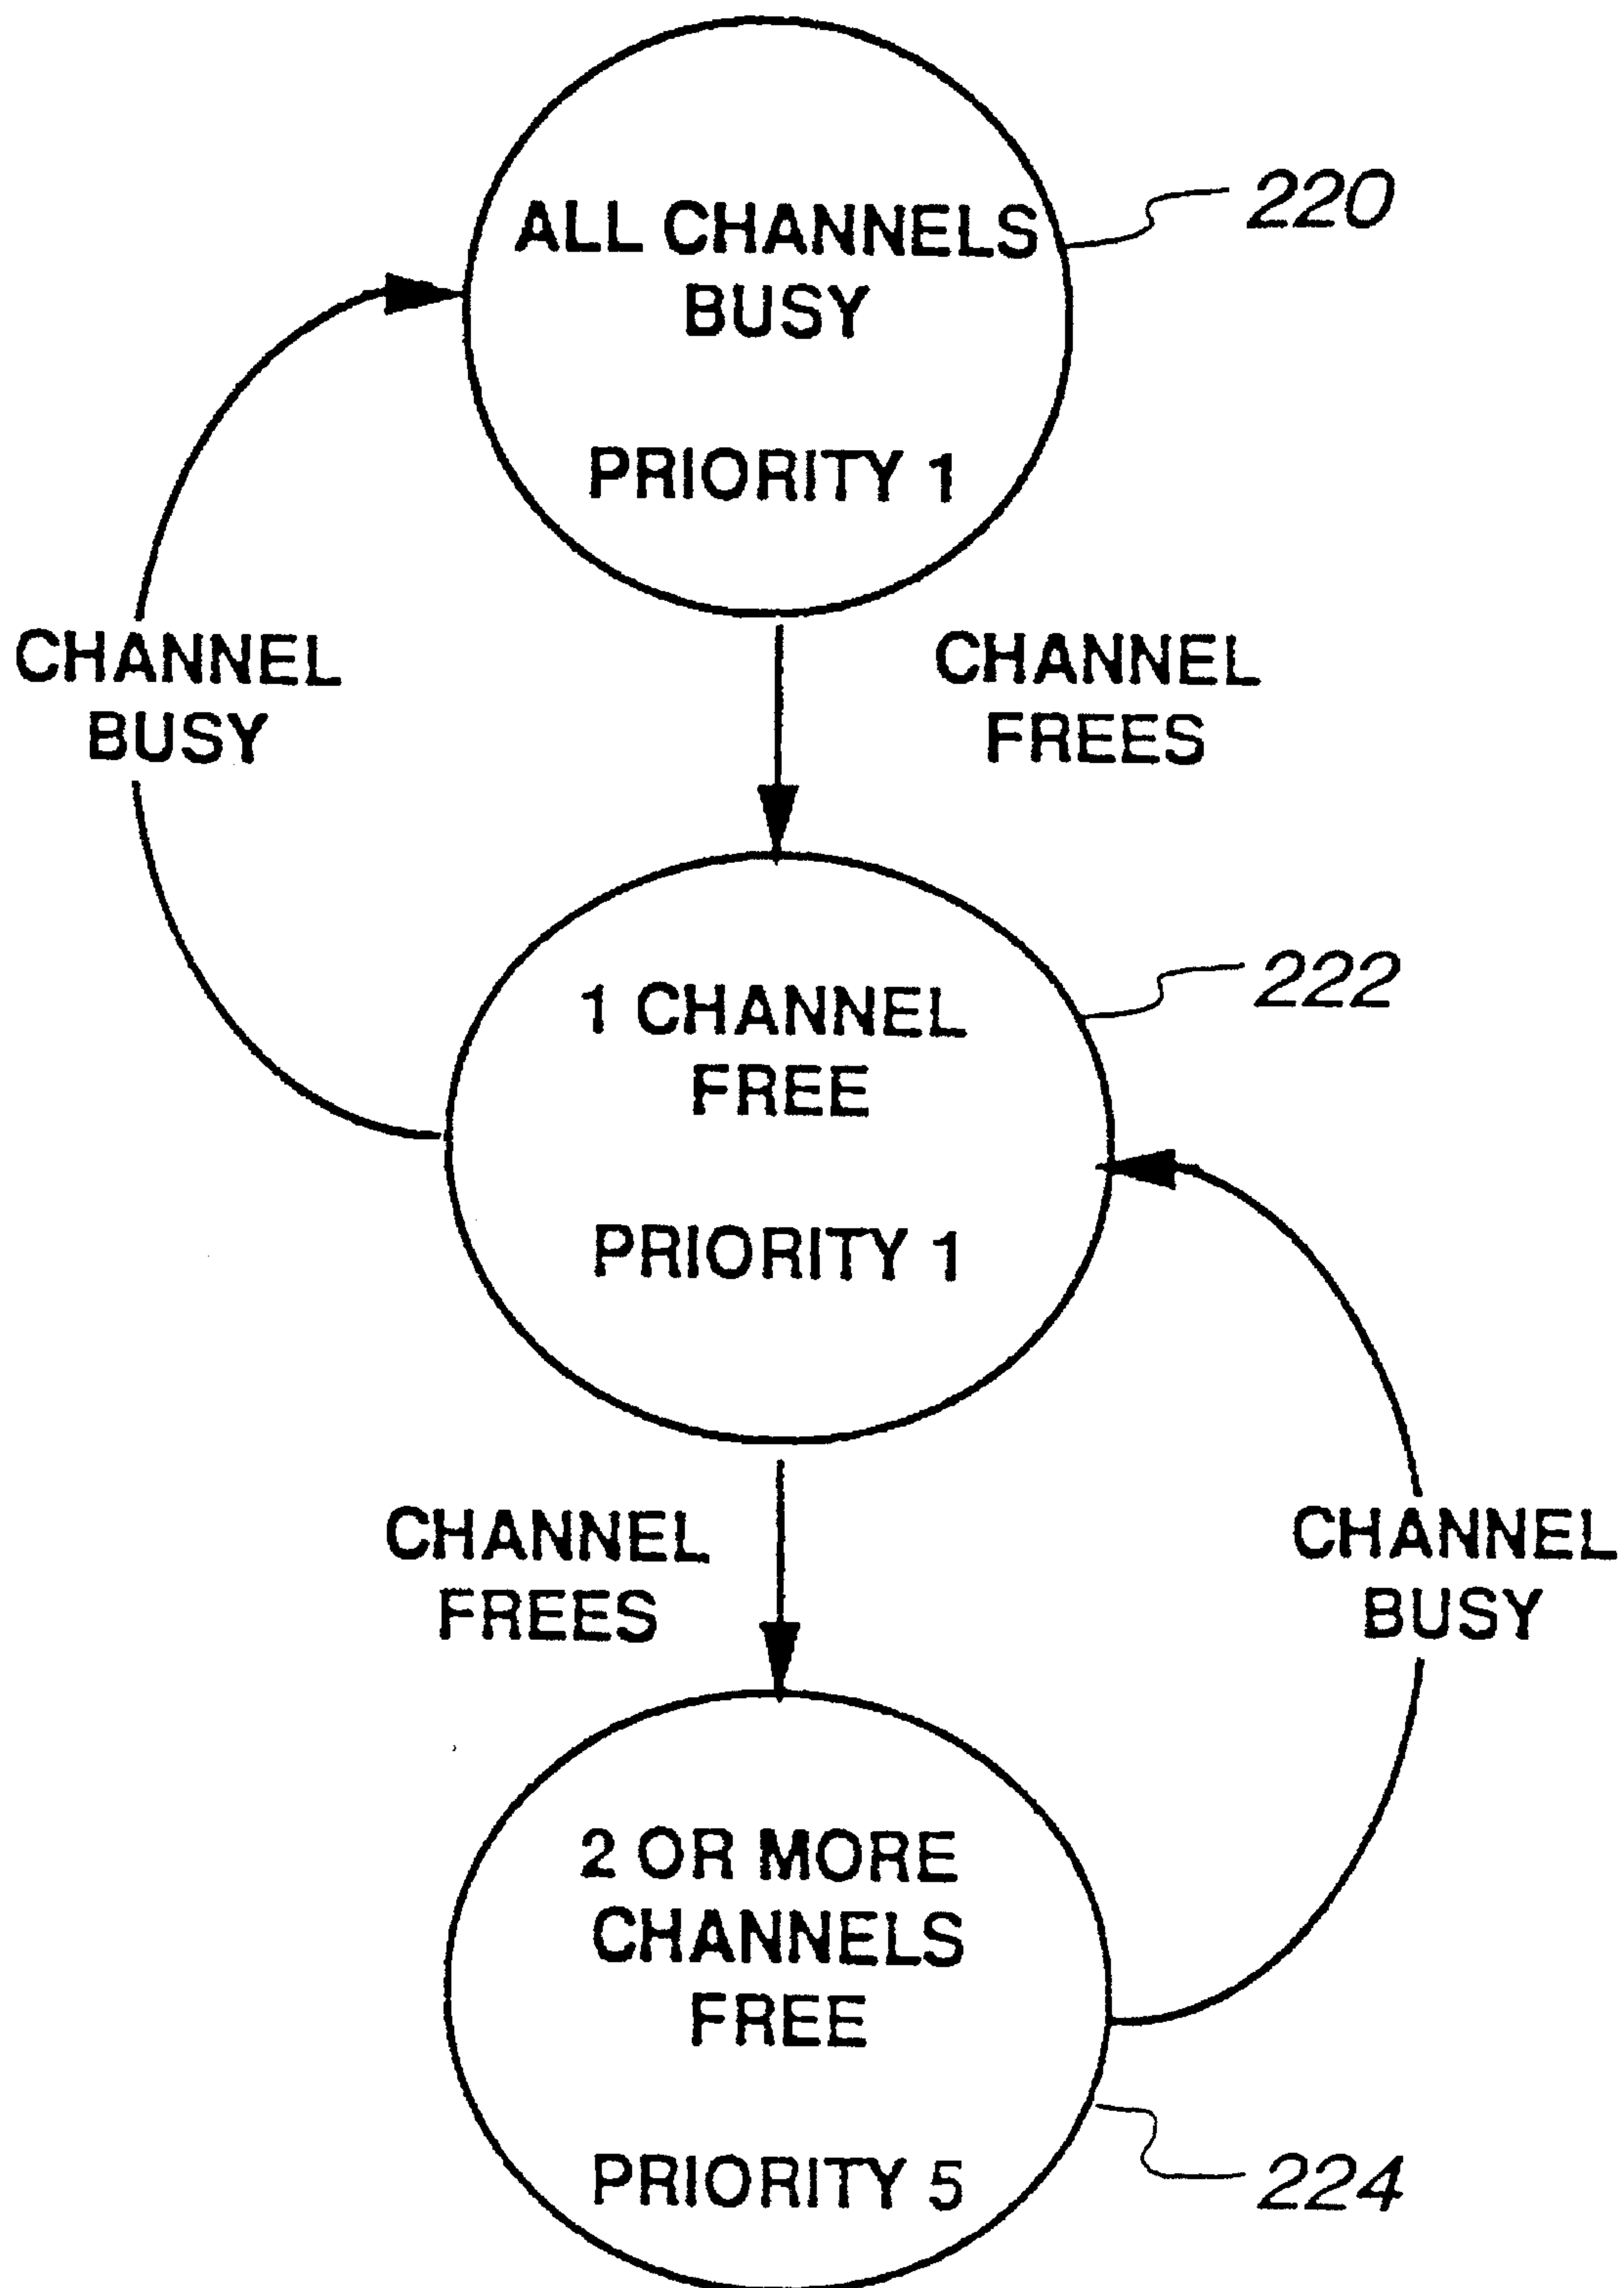 ALL CHANNELS
BUSY
PRIORITY 1
220
CHANNEL
BUSY
CHANNEL
FREES
1 CHANNEL
FREE
PRIORITY 1
222
CHANNEL
FREES
CHANNEL
BUSY
2 OR MORE
CHANNELS
FREE
PRIORITY 5
224